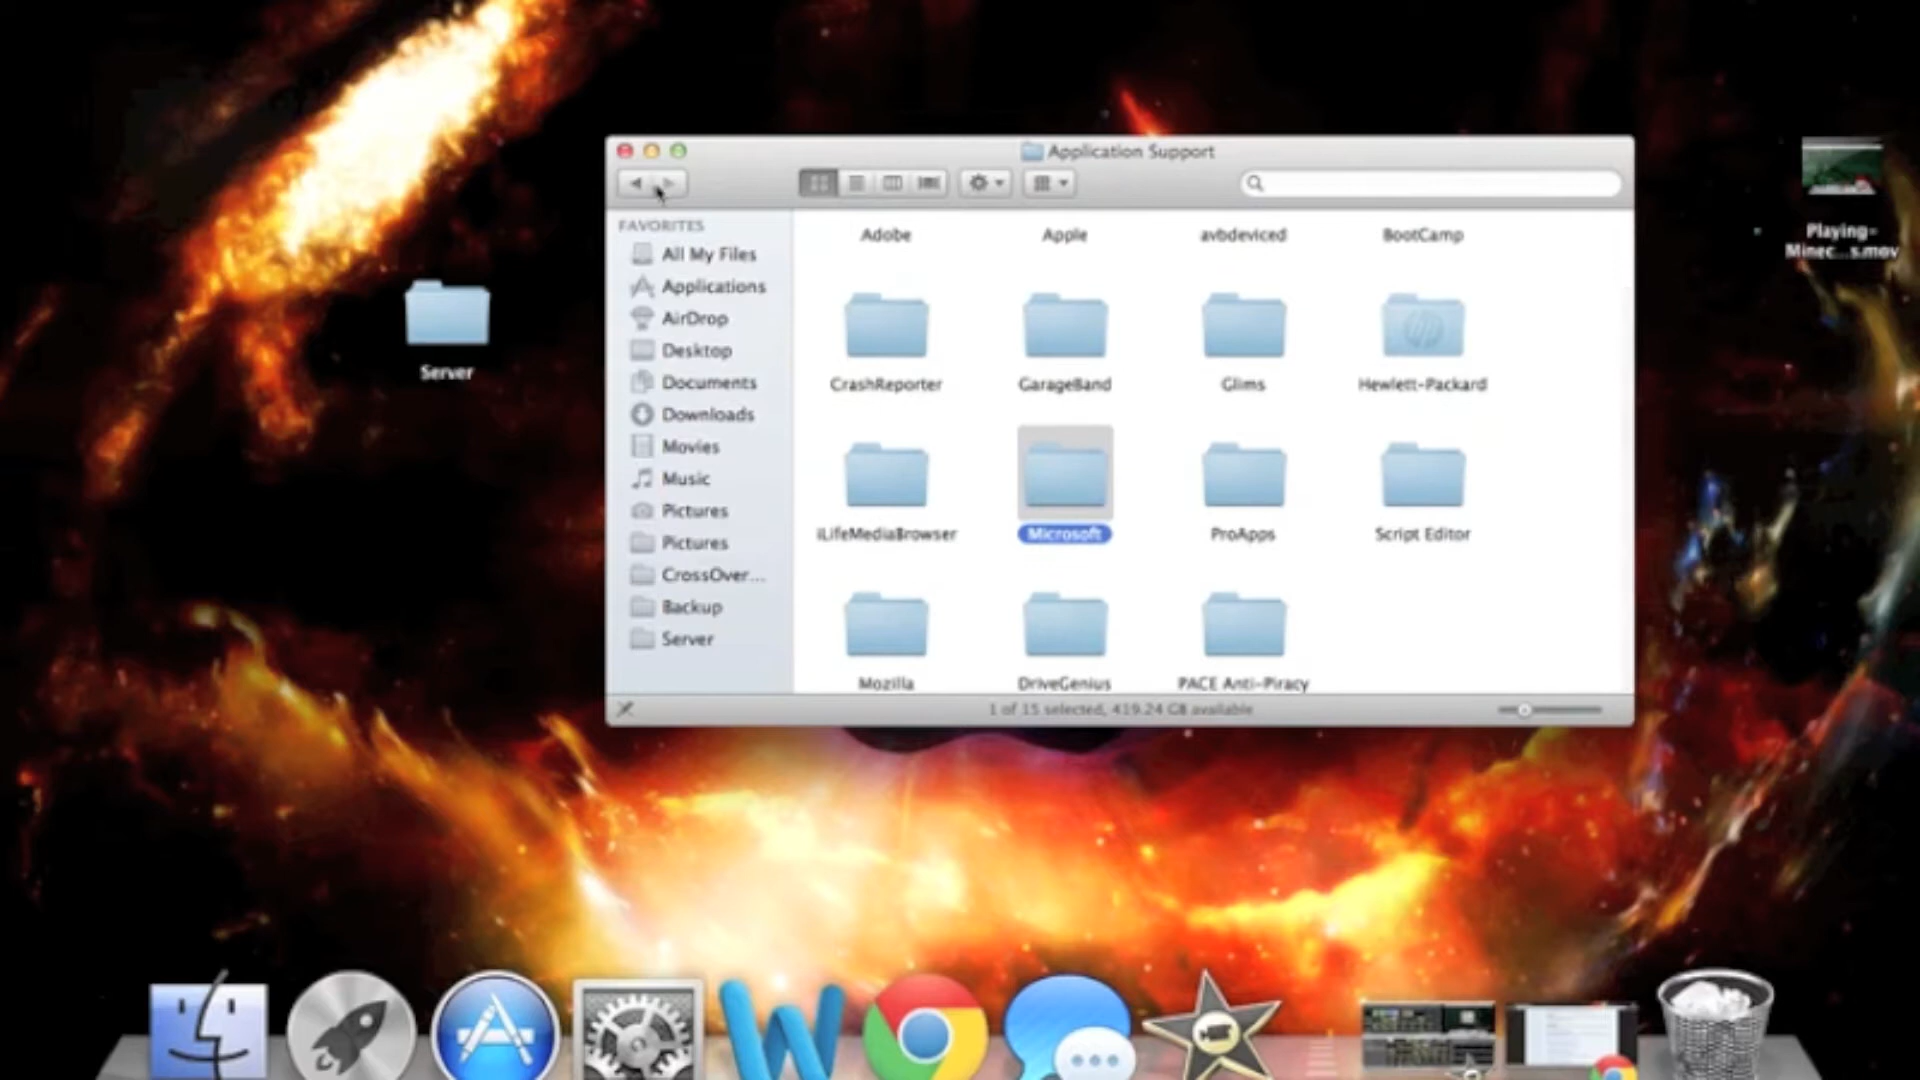 Application Support
FAVORITES
All My Files
Applications
AirDrop
Desktop
Documents
Downloads
Movies
Music
Pictures
Pictures
CrossOver...
Backup
Server
Adobe
Apple
avbdeviced
BootCamp
CrashReporter
GarageBand
Glims
Hewlett-Packard
iLifeMediaBrowser
Microsoft
ProApps
Script Editor
Mozilla
DriveGenius
PACE Anti-Piracy
1 of 15 selected, 419.24 GB available
Server
Playing-
Minec...s.mov